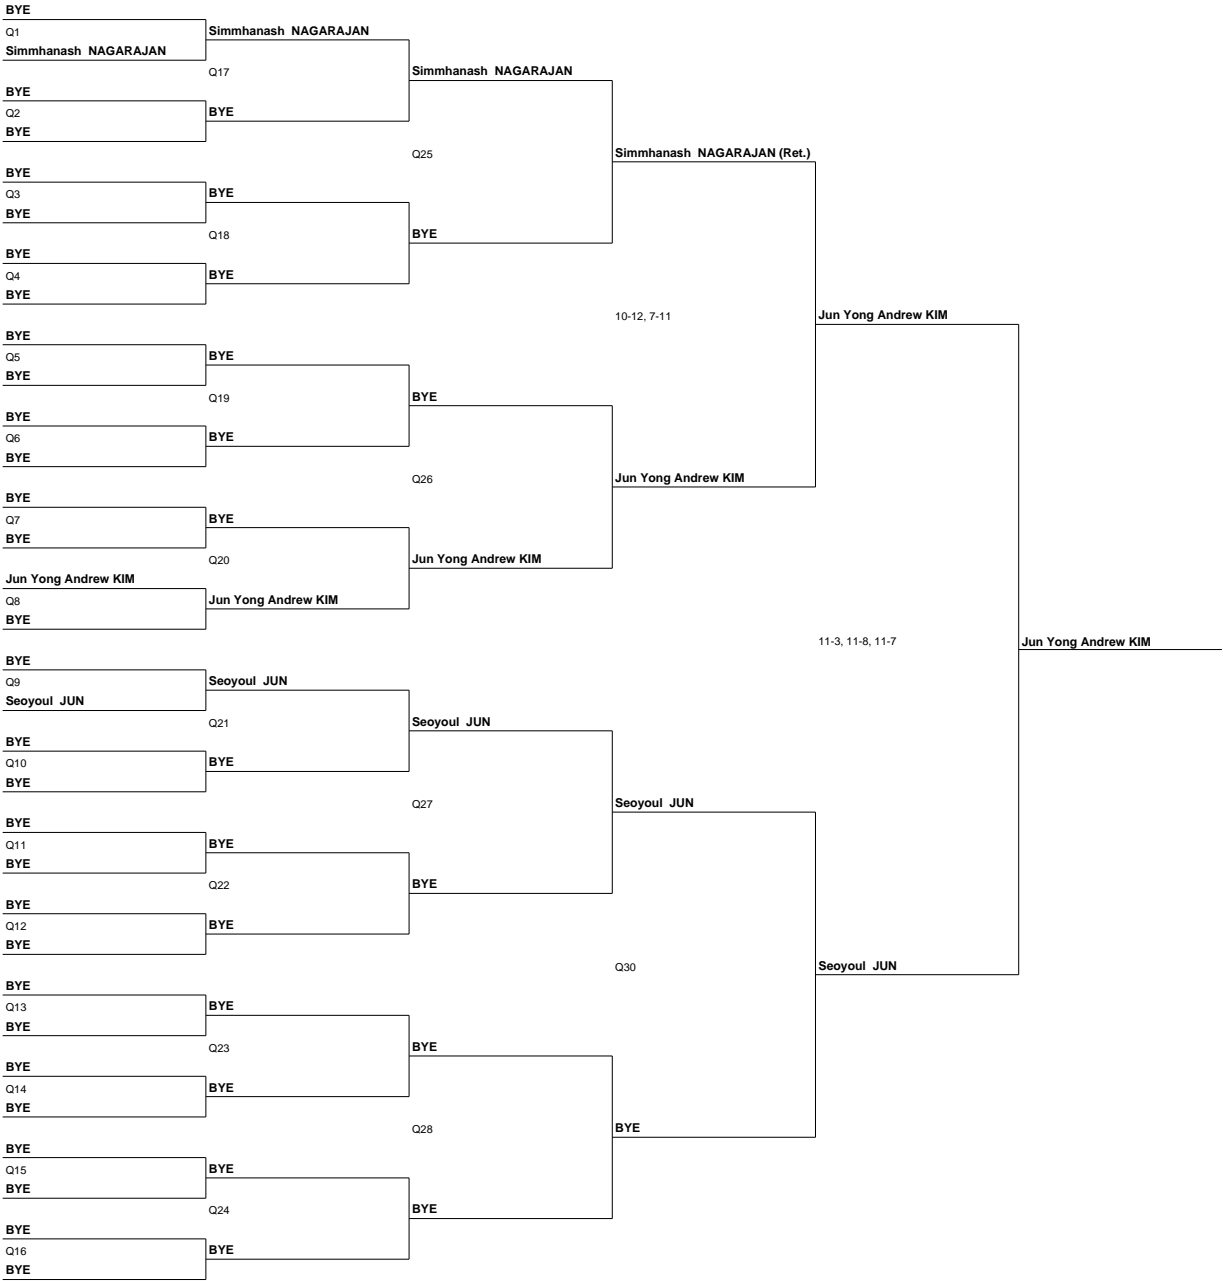 BYE
Q1
Simmhanash  NAGARAJAN
Simmhanash  NAGARAJAN
Q17
Simmhanash  NAGARAJAN
BYE
Q2
BYE
BYE
Q25
Simmhanash  NAGARAJAN (Ret.)
BYE
Q3
BYE
BYE
Q18
BYE
BYE
Q4
BYE
BYE
10-12, 7-11
Jun Yong Andrew KIM
BYE
Q5
BYE
BYE
Q19
BYE
BYE
Q6
BYE
BYE
Q26
Jun Yong Andrew KIM
BYE
Q7
BYE
BYE
Q20
Jun Yong Andrew KIM
Jun Yong Andrew KIM
Q8
BYE
Jun Yong Andrew KIM
11-3, 11-8, 11-7
Jun Yong Andrew KIM
BYE
Q9
Seoyoul  JUN
Seoyoul  JUN
Q21
Seoyoul  JUN
BYE
Q10
BYE
BYE
Q27
Seoyoul  JUN
BYE
Q11
BYE
BYE
Q22
BYE
BYE
Q12
BYE
BYE
Q30
Seoyoul  JUN
BYE
Q13
BYE
BYE
Q23
BYE
BYE
Q14
BYE
BYE
Q28
BYE
BYE
Q15
BYE
BYE
Q24
BYE
BYE
Q16
BYE
BYE